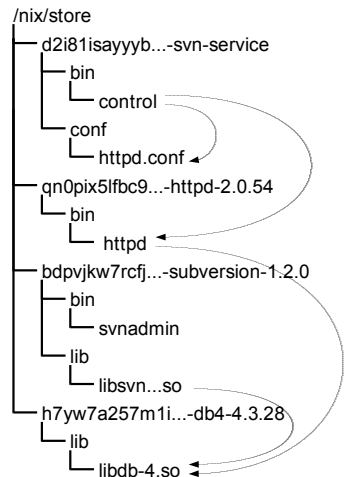 /nix/store
d2i81isayyyb...-svn-service
bin
control
conf
httpd.conf
qn0pix5lfbc9...-httpd-2.0.54
bin
httpd
bdpvjkw7rcfj...-subversion-1.2.0
bin
svnadmin
lib
libsvn...so
h7yw7a257m1i...-db4-4.3.28
lib
libdb-4.so